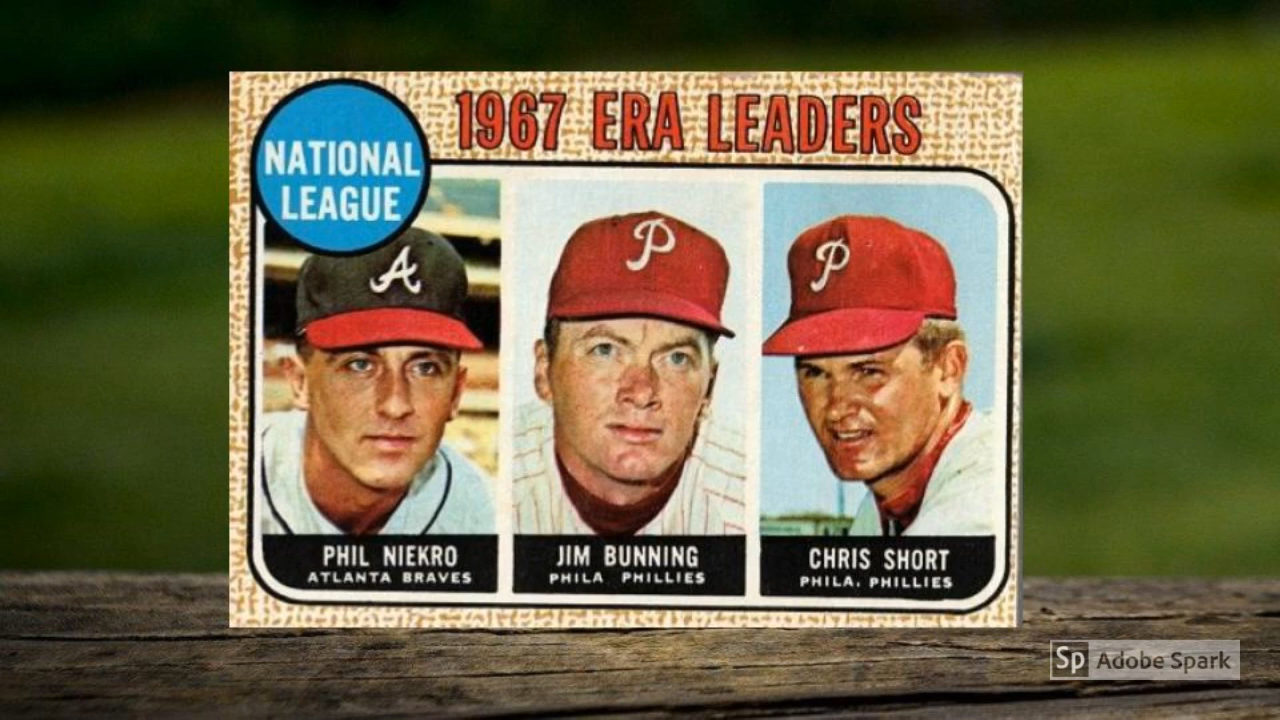 1967 ERA LEADERS
NATIONAL
LEAGUE
A
P
P
PHIL NIEKRO
ATLANTA BRAVES
JIM BUNNING
PHILA PHILLIES
CHRIS SHORT
PHILA. PHILLIES
Sp Adobe Spark